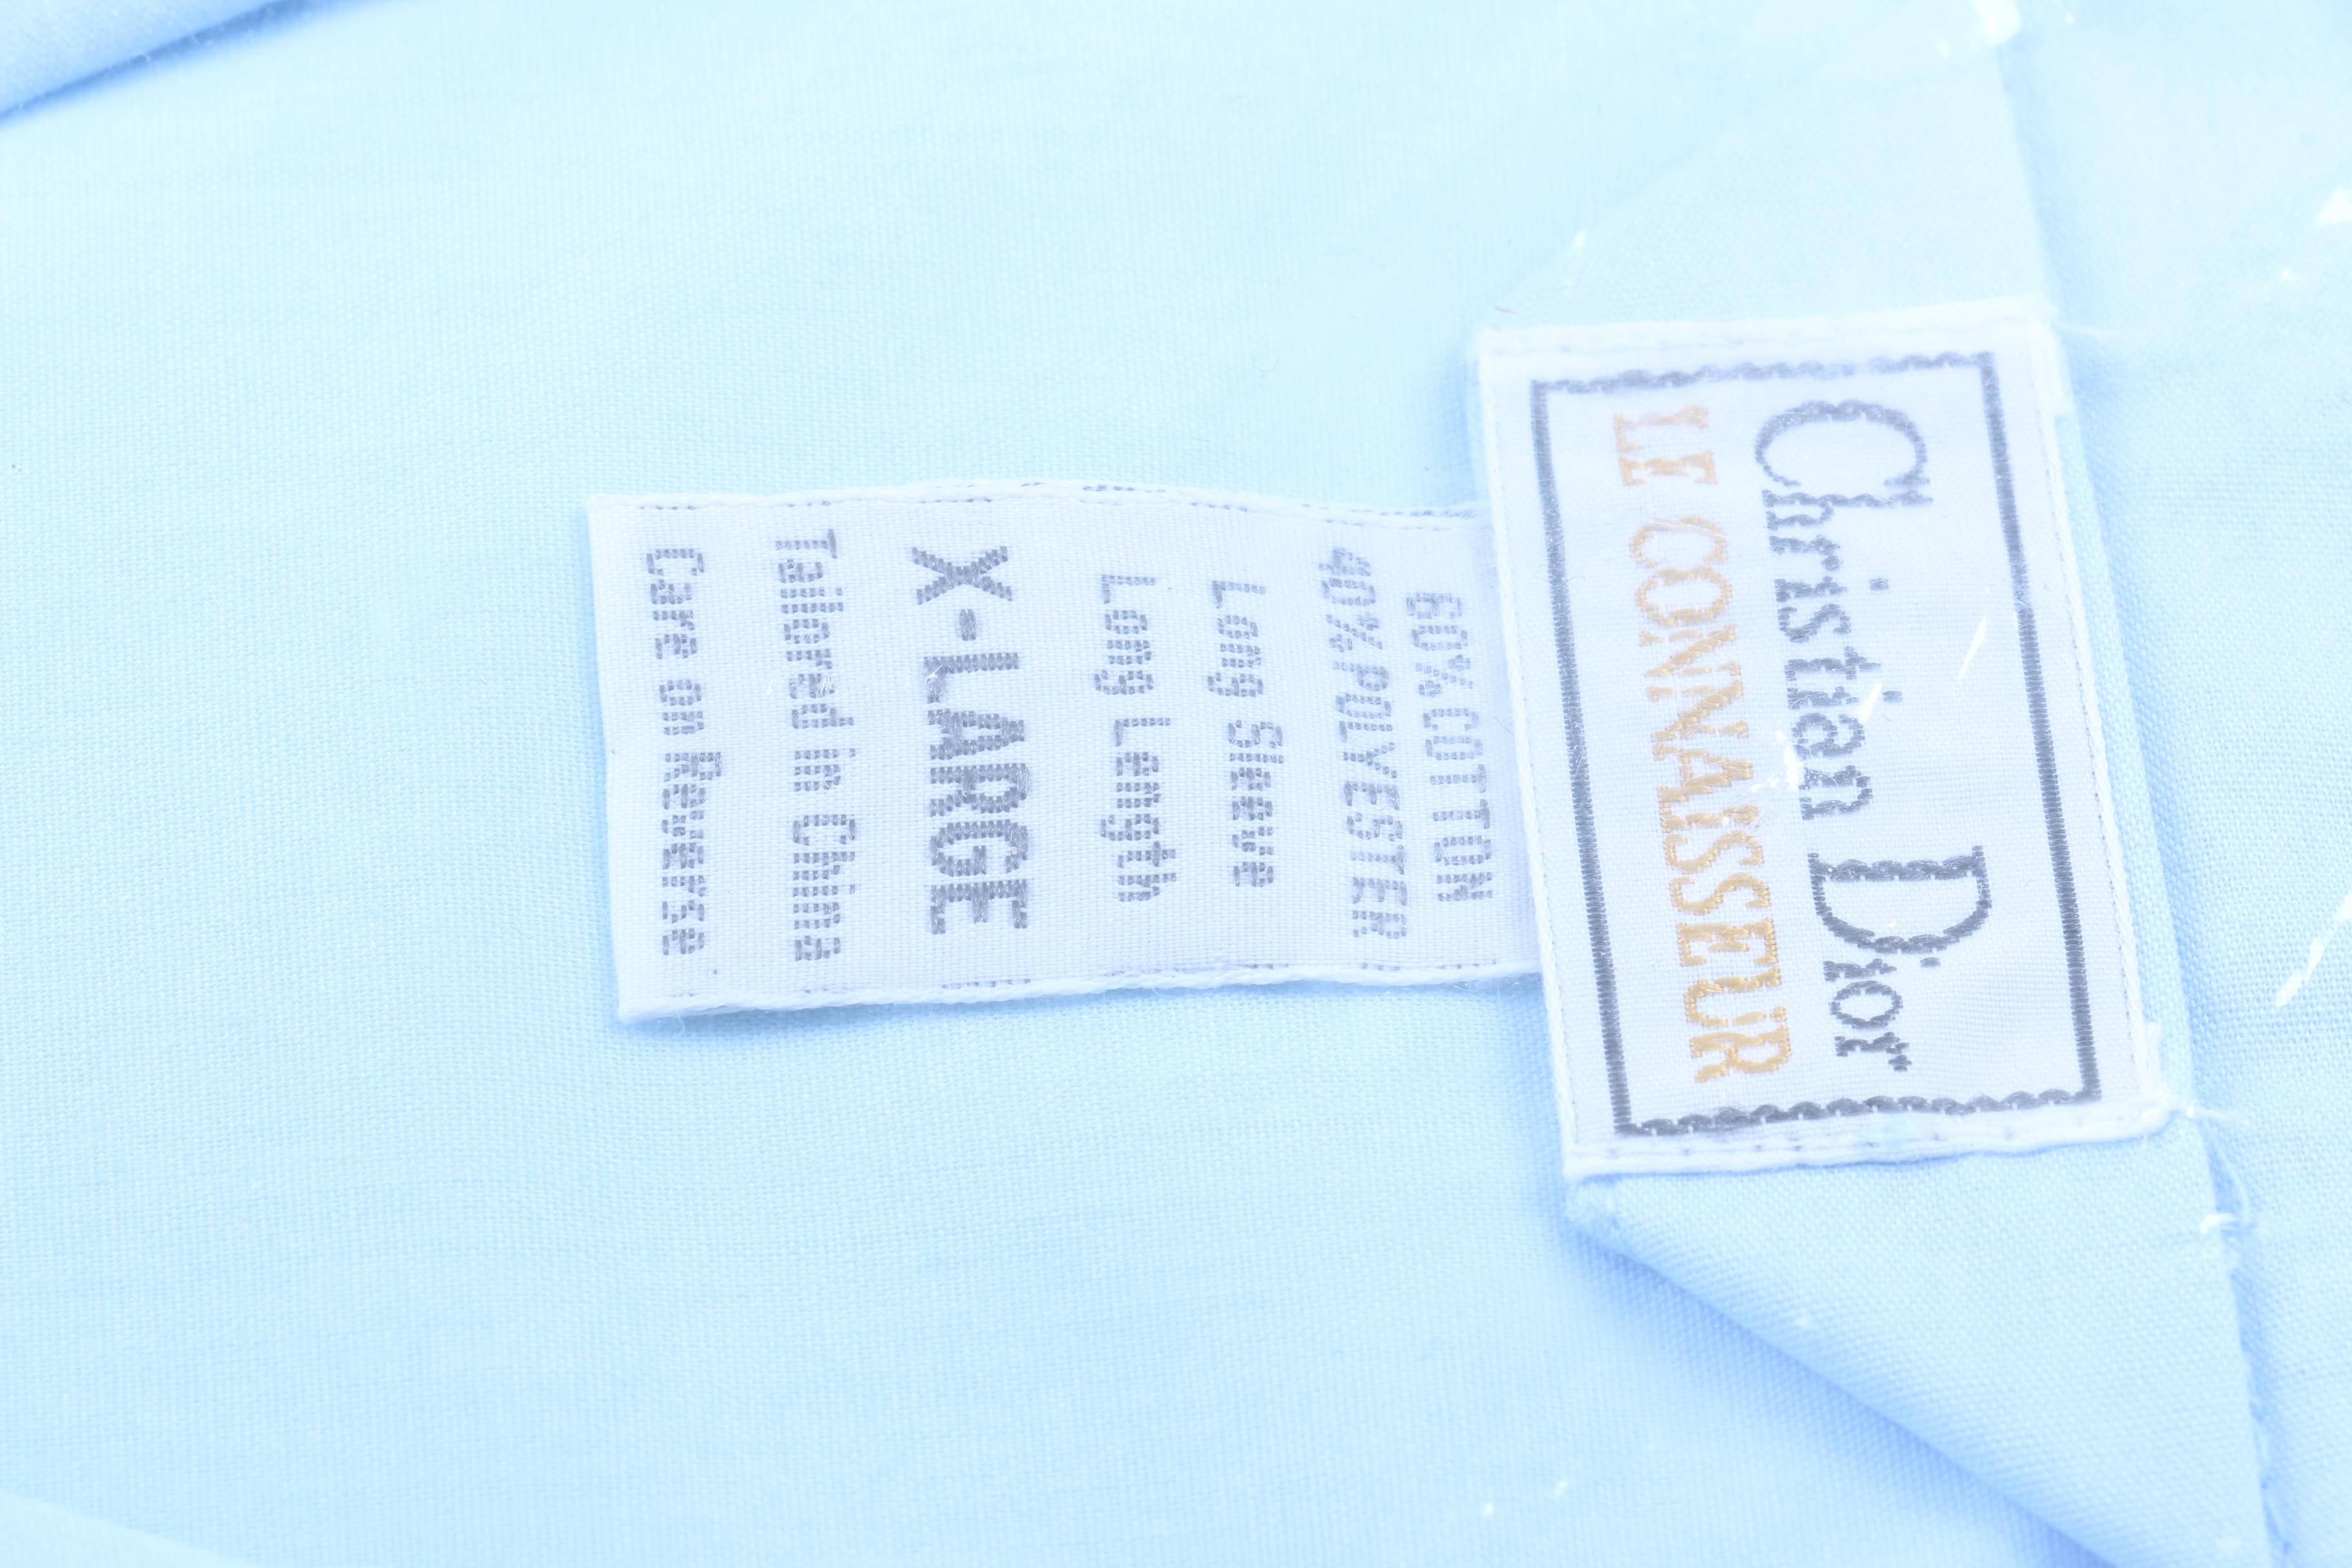 Christian Dior
LE CONNAISSEUR
60% COTTON
40% POLYESTER
Long Sleeve
Long Length
X-LARGE
Tailored in China
Care on Reverse